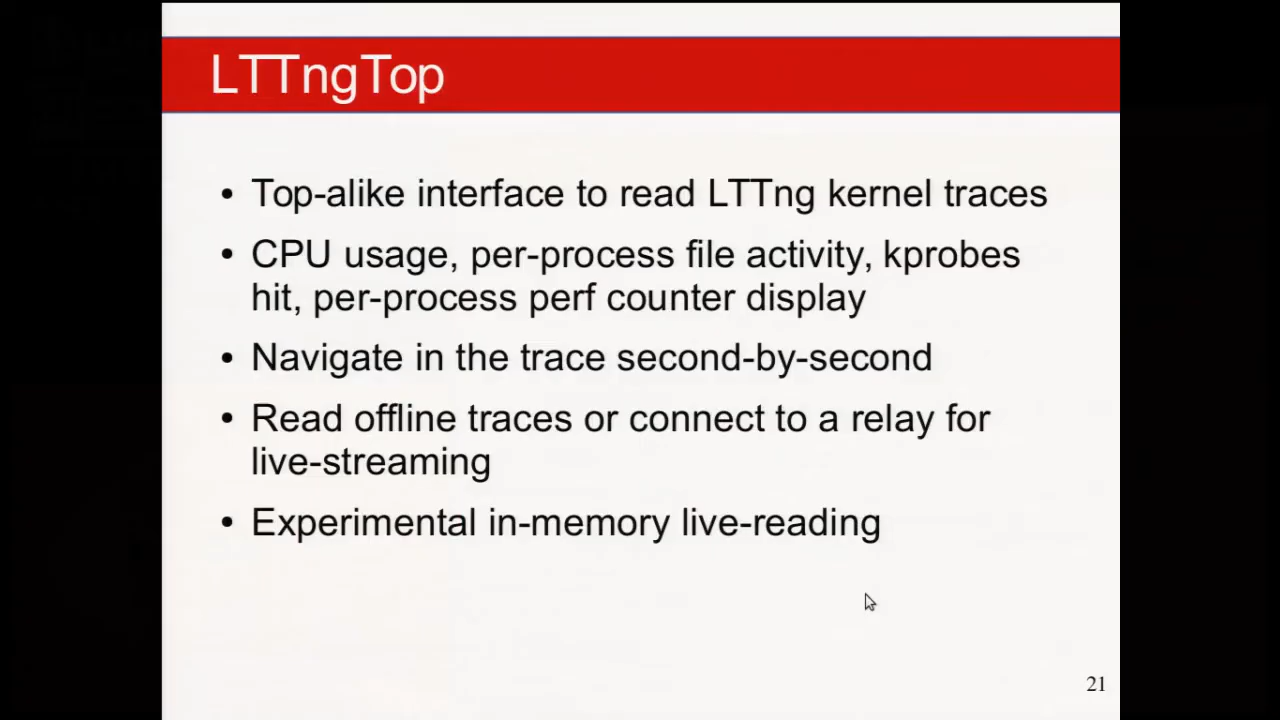 LTTngTop
• Top-alike interface to read LTTng kernel traces
• CPU usage, per-process file activity, kprobes
hit, per-process perf counter display
• Navigate in the trace second-by-second
• Read offline traces or connect to a relay for
live-streaming
• Experimental in-memory live-reading
21